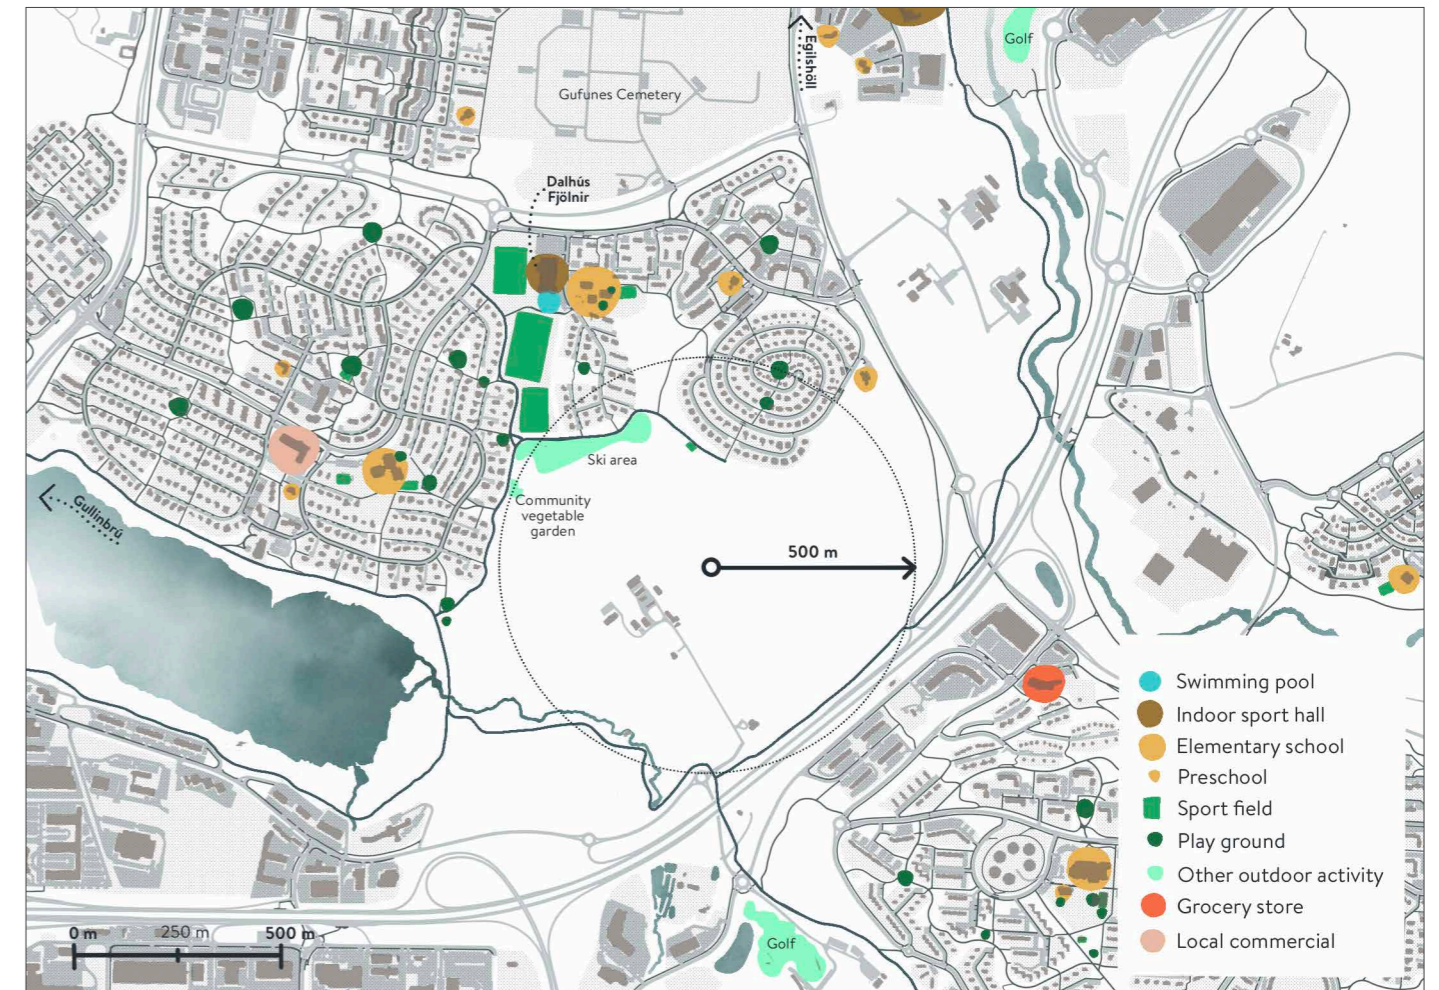 Golf
Egilshöll
Gufunes Cemetery
Dalhús
Fjölnir
Ski area
Community
vegetable
garden
Gullinbrú
500 m
Swimming pool
Indoor sport hall
Elementary school
Preschool
Sport field
Play ground
Other outdoor activity
Grocery store
Local commercial
0 m 250 m 500 m
Golf